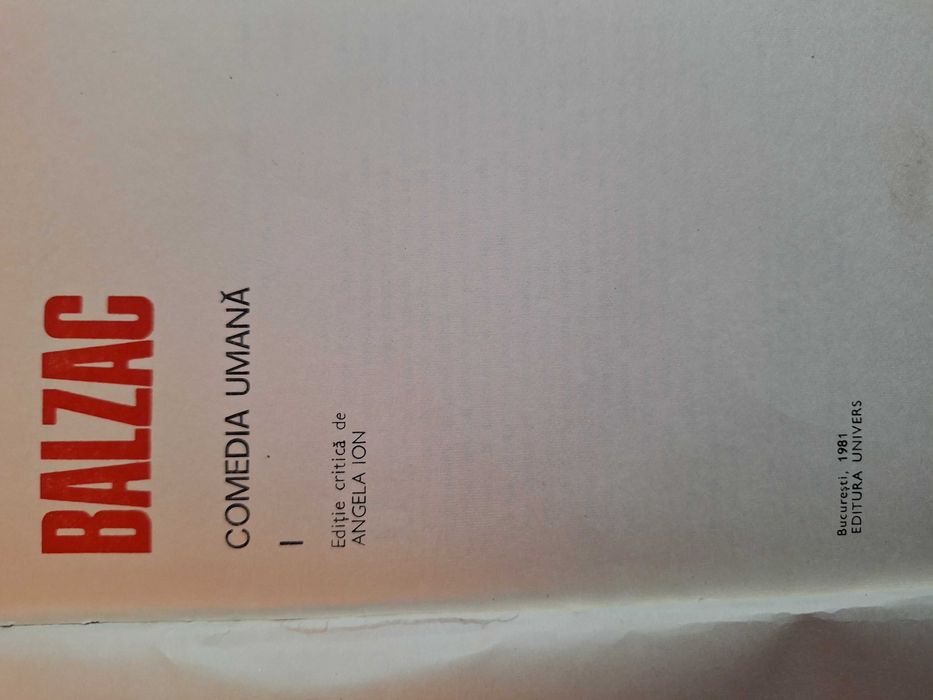 BALZAC
COMEDIA UMANĂ
I
Ediție critică de
ANGELA ION
București, 1981
EDITURA UNIVERS